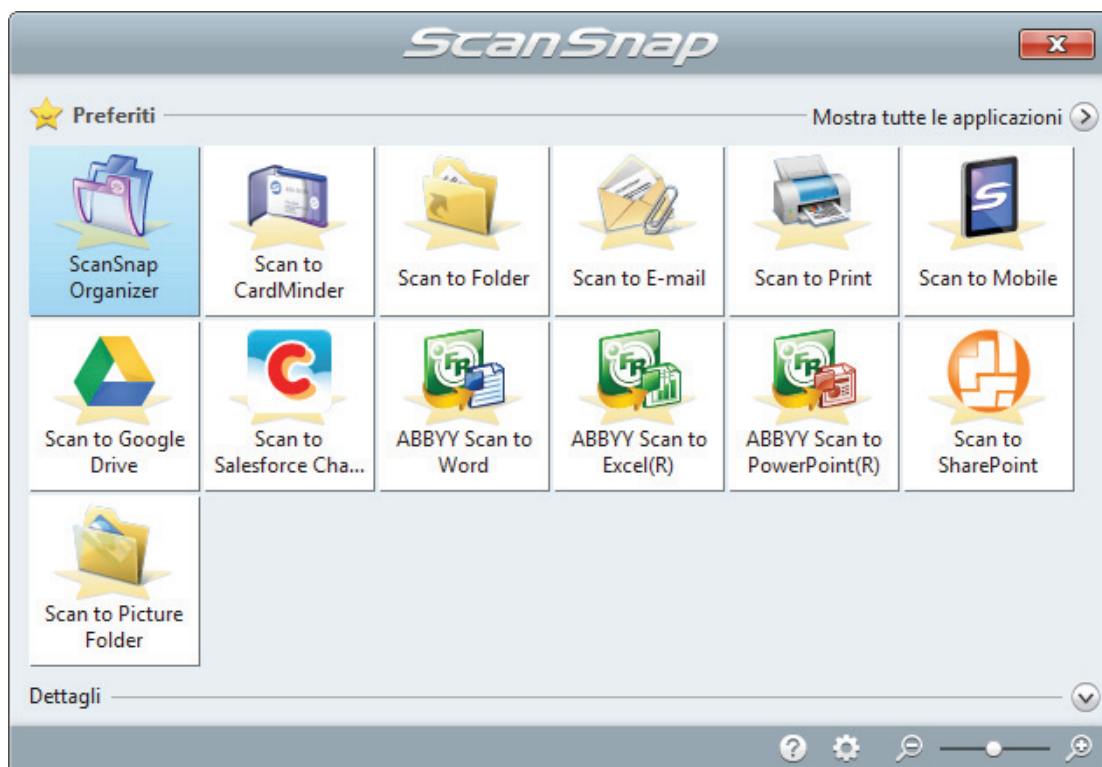 ScanSnap
Preferiti
Mostra tutte le applicazioni
ScanSnap
Organizer
Scan to
CardMinder
Scan to Folder
Scan to E-mail
Scan to Print
Scan to Mobile
Scan to Google
Drive
Scan to
Salesforce Cha...
ABBYY Scan to
Word
ABBYY Scan to
Excel(R)
ABBYY Scan to
PowerPoint(R)
Scan to
SharePoint
Scan to Picture
Folder
Dettagli